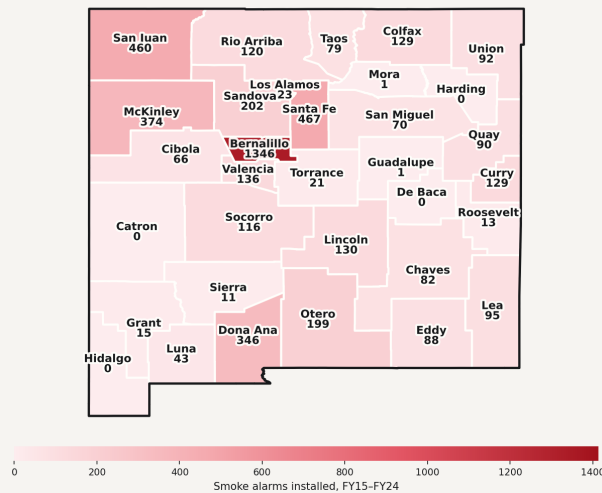 San Juan
460
Rio Arriba
120
Taos
79
Colfax
129
Union
92
Mora
1
Harding
0
Los Alamos
23
Sandoval
202
Santa Fe
467
McKinley
374
San Miguel
70
Quay
90
Cibola
66
Bernalillo
1346
Valencia
136
Torrance
21
Guadalupe
1
Curry
129
De Baca
0
Roosevelt
13
Catron
0
Socorro
116
Lincoln
130
Chaves
82
Sierra
11
Otero
199
Lea
95
Grant
15
Dona Ana
346
Eddy
88
Luna
43
Hidalgo
0
0 200 400 600 800 1000 1200 1400
Smoke alarms installed, FY15–FY24